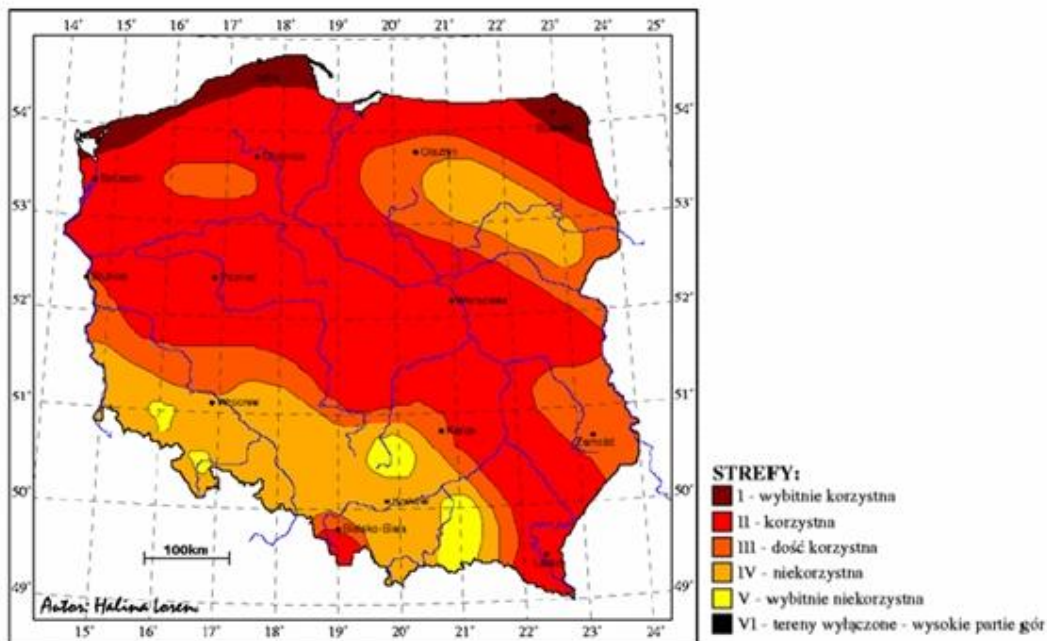 14° 15° 16° 17° 18° 19° 20° 21° 22° 23° 24° 25°
54° 54°
Olsztyn
53° 53°
Poznań
52° 52°
Warszawa
51° 51°
Wrocław
Kielce
Zamość
50° 50°
Kraków
Bielsko-Biała
100km
49° 49°
Autor: Halina Loren.
14° 15° 16° 17° 18° 19° 20° 21° 22° 23° 24°
STREFY:
I - wybitnie korzystna
II - korzystna
III - dość korzystna
IV - niekorzystna
V - wybitnie niekorzystna
VI - tereny wyłączone - wysokie partie gór